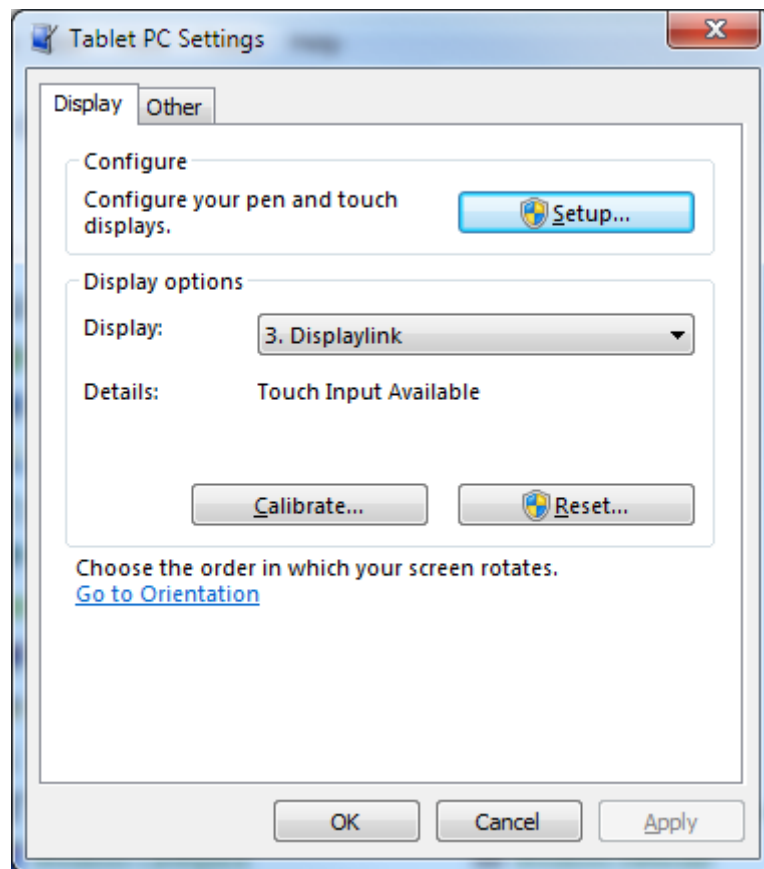 Tablet PC Settings
Display
Other
Configure
Configure your pen and touch
displays.
Setup...
Display options
Display:
3. Displaylink
Details:
Touch Input Available
Calibrate...
Reset...
Choose the order in which your screen rotates.
Go to Orientation
OK
Cancel
Apply